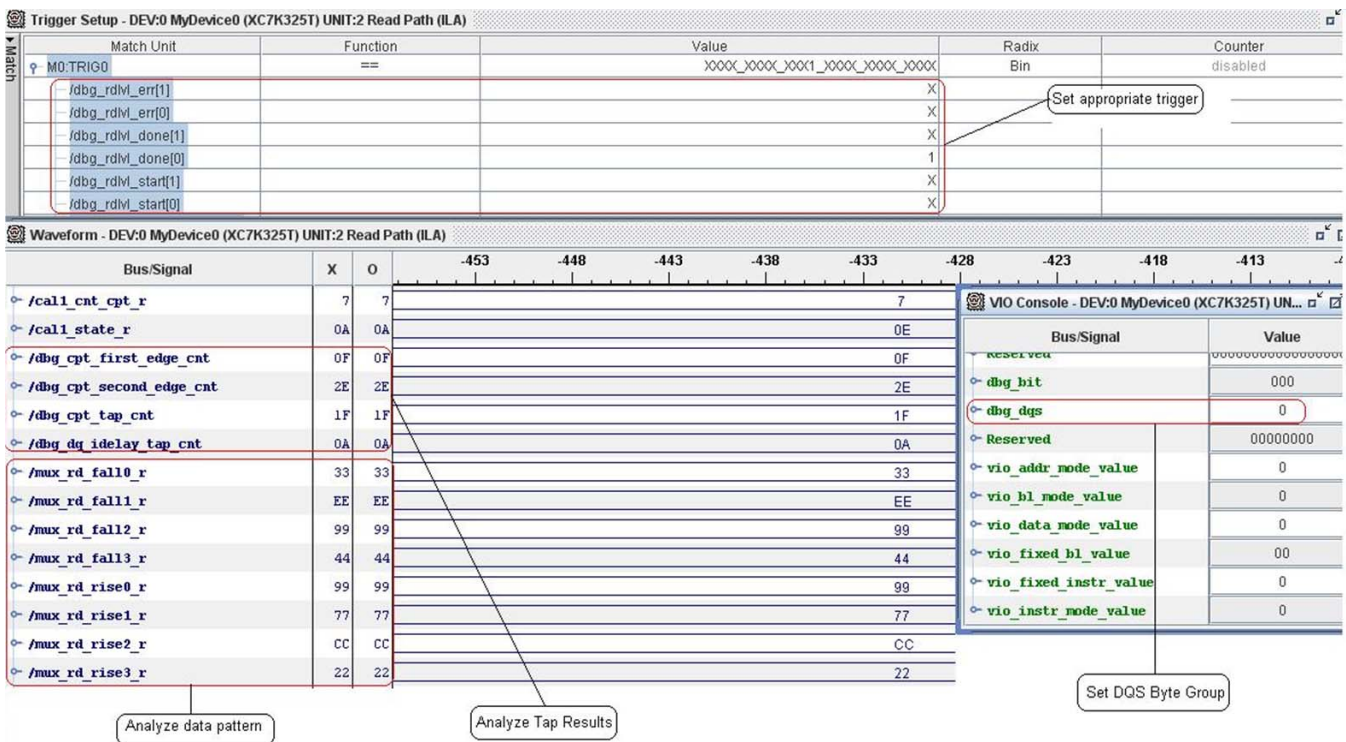 Trigger Setup - DEV:0 MyDevice0 (XC7K325T) UNIT:2 Read Path (ILA)
Match
Match Unit Function Value Radix Counter
M0:TRIG0 == XXXX_XXXX_XXX1_XXXX_XXXX_XXXX Bin disabled
/dbg_rdlvl_err[1] X
/dbg_rdlvl_err[0] X
/dbg_rdlvl_done[1] X
/dbg_rdlvl_done[0] 1
/dbg_rdlvl_start[1] X
/dbg_rdlvl_start[0] X
Set appropriate trigger
Waveform - DEV:0 MyDevice0 (XC7K325T) UNIT:2 Read Path (ILA)
Bus/Signal X O -453 -448 -443 -438 -433 -428 -423 -418 -413
/cal1_cnt_cpt_r 7 7 7
/cal1_state_r 0A 0A 0E
/dbg_cpt_first_edge_cnt 0F 0F 0F
/dbg_cpt_second_edge_cnt 2E 2E 2E
/dbg_cpt_tap_cnt 1F 1F 1F
/dbg_dq_idelay_tap_cnt 0A 0A 0A
/mux_rd_fall0_r 33 33 33
/mux_rd_fall1_r EE EE EE
/mux_rd_fall2_r 99 99 99
/mux_rd_fall3_r 44 44 44
/mux_rd_rise0_r 99 99 99
/mux_rd_rise1_r 77 77 77
/mux_rd_rise2_r CC CC CC
/mux_rd_rise3_r 22 22 22
VIO Console - DEV:0 MyDevice0 (XC7K325T) UN...
Bus/Signal Value
Reserved
dbg_bit 000
dbg_dqs 0
Reserved 00000000
vio_addr_mode_value 0
vio_bl_mode_value 0
vio_data_mode_value 0
vio_fixed_bl_value 00
vio_fixed_instr_value 0
vio_instr_mode_value 0
Analyze data pattern
Analyze Tap Results
Set DQS Byte Group